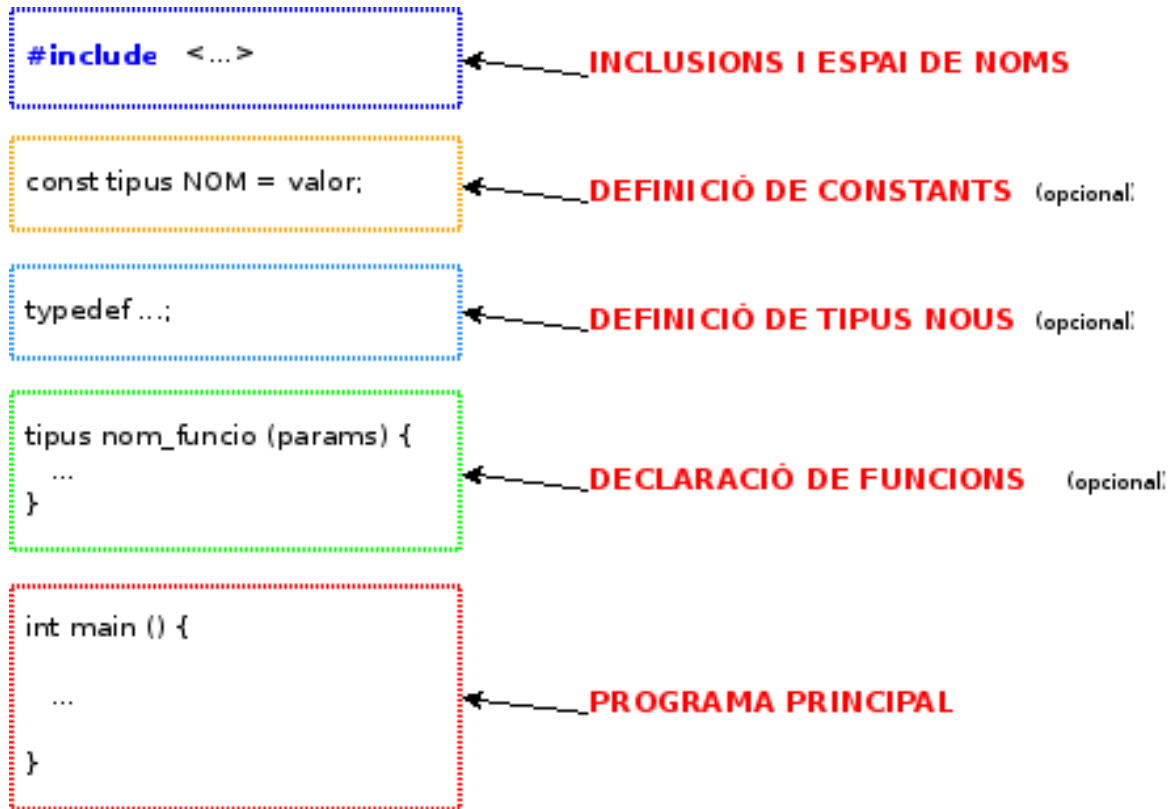 #include <...>
INCLUSIONS I ESPAI DE NOMS
const tipus NOM = valor;
DEFINICIÓ DE CONSTANTS (opcional)
typedef ...;
DEFINICIÓ DE TIPUS NOUS (opcional)
tipus nom_funcio (params) {
...
}
DECLARACIÓ DE FUNCIONS (opcional)
int main () {
...
}
PROGRAMA PRINCIPAL